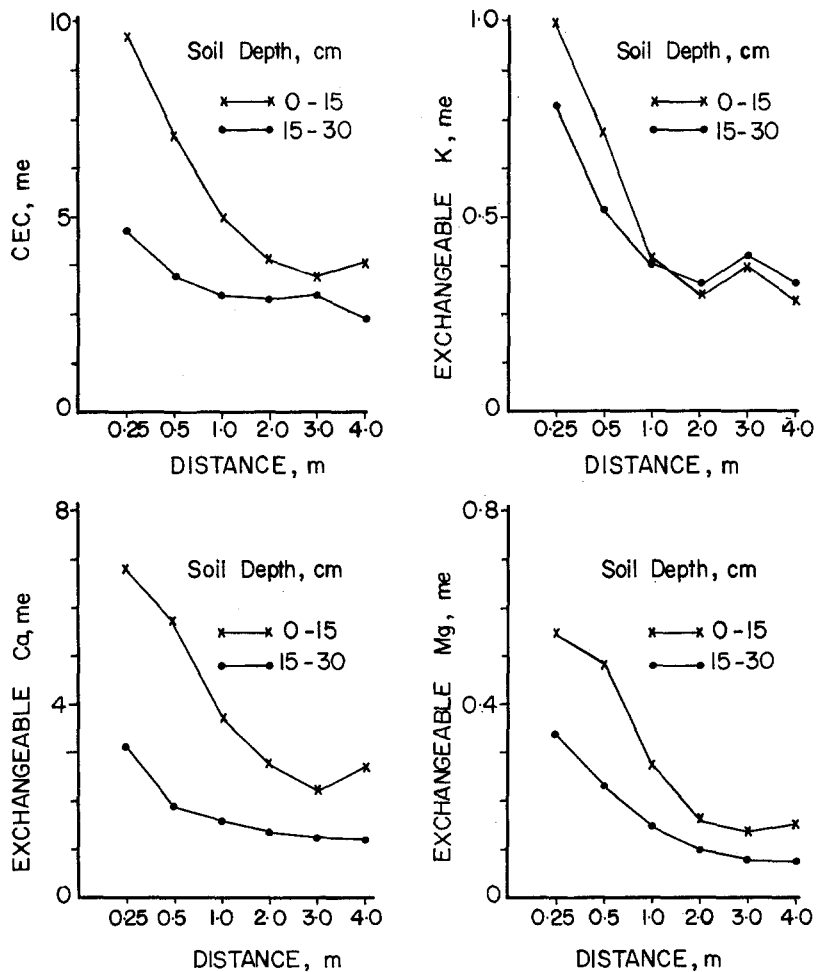 10
5
0
CEC, me
Soil Depth, cm
0-15
15-30
0·25 0·5 1·0 2·0 3·0 4·0
DISTANCE, m
1·0
0·5
0
EXCHANGEABLE K, me
Soil Depth, cm
0-15
15-30
0·25 0·5 1·0 2·0 3·0 4·0
DISTANCE, m
8
4
0
EXCHANGEABLE Ca, me
Soil Depth, cm
0-15
15-30
0·25 0·5 1·0 2·0 3·0 4·0
DISTANCE, m
0·8
0·4
0
EXCHANGEABLE Mg, me
Soil Depth, cm
0-15
15-30
0·25 0·5 1·0 2·0 3·0 4·0
DISTANCE, m